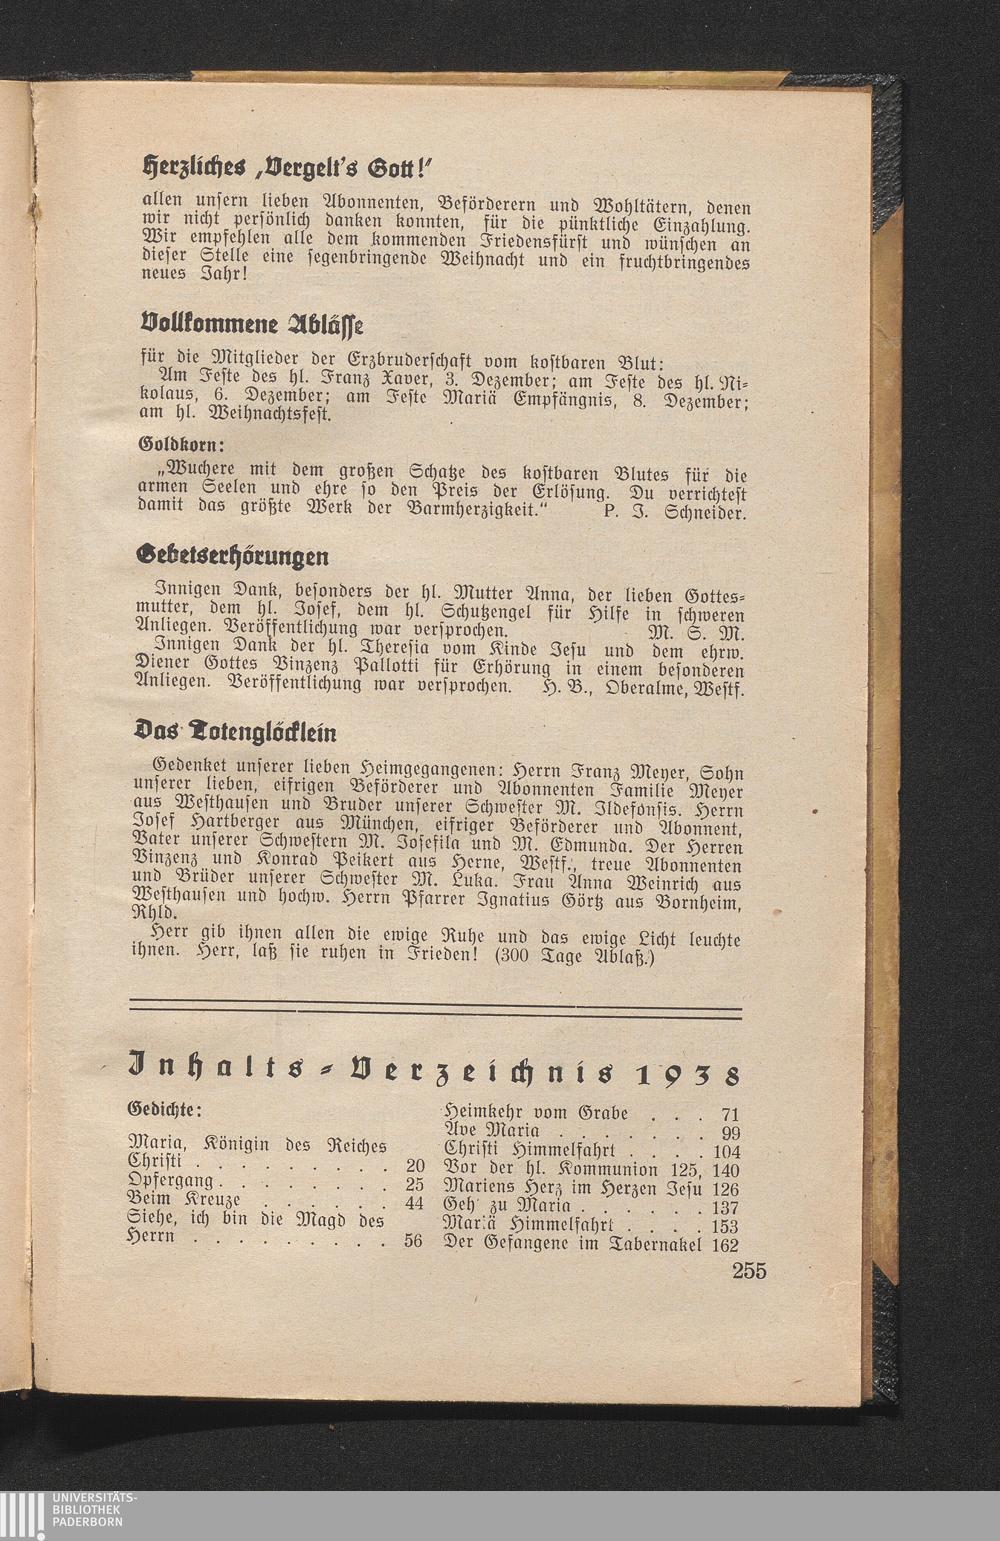 Herzliches „Vergelt's Gott!“
allen unsern lieben Abonnenten, Beförderern und Wohltätern, denen
wir nicht persönlich danken konnten, für die pünktliche Einzahlung.
Wir empfehlen alle dem kommenden Friedensfürst und wünschen an
dieser Stelle eine segenbringende Weihnacht und ein fruchtbringendes
neues Jahr!
Vollkommene Ablässe
für die Mitglieder der Erzbruderschaft vom kostbaren Blut:
Am Feste des hl. Franz Xaver, 3. Dezember; am Feste des hl. Ni-
kolaus, 6. Dezember; am Feste Mariä Empfängnis, 8. Dezember;
am hl. Weihnachtsfest.
Goldkorn:
„Wuchere mit dem großen Schatze des kostbaren Blutes für die
armen Seelen und ehre so den Preis der Erlösung. Du verrichtest
damit das größte Werk der Barmherzigkeit.“ P. J. Schneider.
Gebetserhörungen
Innigen Dank, besonders der hl. Mutter Anna, der lieben Gottes-
mutter, dem hl. Josef, dem hl. Schutzengel für Hilfe in schweren
Anliegen. Veröffentlichung war versprochen. M. S. M.
Innigen Dank der hl. Theresia vom Kinde Jesu und dem ehrw.
Diener Gottes Vinzenz Pallotti für Erhörung in einem besonderen
Anliegen. Veröffentlichung war versprochen. H. B., Oberalme, Westf.
Das Totenglöcklein
Gedenket unserer lieben Heimgegangenen: Herrn Franz Meyer, Sohn
unserer lieben, eifrigen Beförderer und Abonnenten Familie Meyer
aus Westhausen und Bruder unserer Schwester M. Ildefonsis. Herrn
Josef Hartberger aus München, eifriger Beförderer und Abonnent,
Vater unserer Schwestern M. Josefila und M. Edmunda. Der Herren
Vinzenz und Konrad Peikert aus Herne, Westf., treue Abonnenten
und Brüder unserer Schwester M. Luka. Frau Anna Weinrich aus
Westhausen und hochw. Herrn Pfarrer Ignatius Görtz aus Bornheim,
Rhld.
Herr gib ihnen allen die ewige Ruhe und das ewige Licht leuchte
ihnen. Herr, laß sie ruhen in Frieden! (300 Tage Ablaß.)
Inhalts-Verzeichnis 1938
Gedichte:
Maria, Königin des Reiches
Christi . . . . . . . . . 20
Opfergang . . . . . . . . 25
Beim Kreuze . . . . . . 44
Siehe, ich bin die Magd des
Herrn . . . . . . . . . 56
Heimkehr vom Grabe . . . 71
Ave Maria . . . . . . . 99
Christi Himmelfahrt . . . . 104
Vor der hl. Kommunion 125, 140
Mariens Herz im Herzen Jesu 126
Geh' zu Maria . . . . . . 137
Mariä Himmelfahrt . . . . 153
Der Gefangene im Tabernakel 162
255
UNIVERSITÄTS-
BIBLIOTHEK
PADERBORN